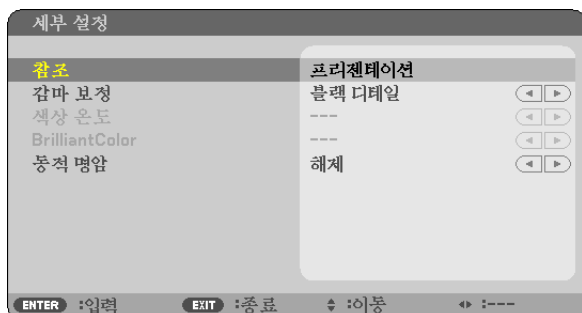 세부 설정
참조 프리젠테이션
감마 보정 블랙 디테일
색상 온도 ---
BrilliantColor ---
동적 명암 해제
ENTER :입력 EXIT :종료 :이동 :---